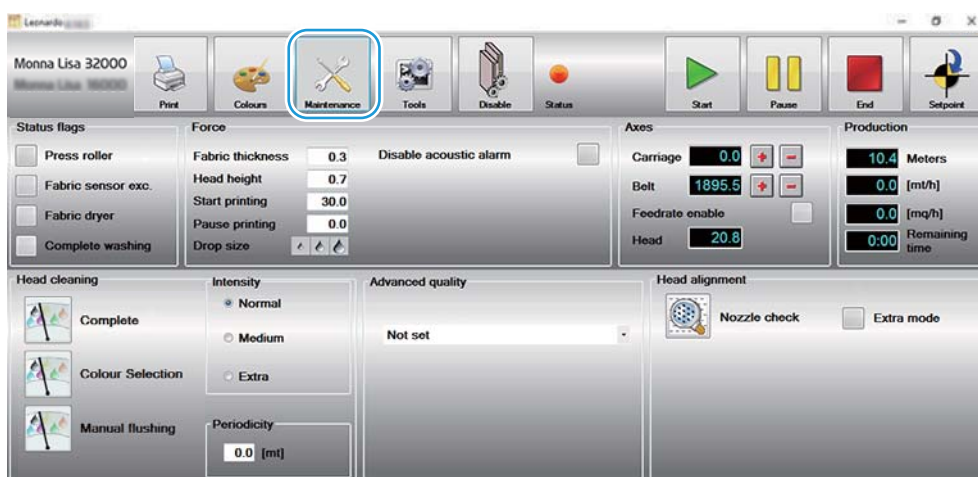 Leonardo
Monna Lisa 32000
Print
Colours
Maintenance
Tools
Disable
Status
Start
Pause
End
Setpoint
Status flags
Press roller
Fabric sensor exc.
Fabric dryer
Complete washing
Force
Fabric thickness 0.3
Head height 0.7
Start printing 30.0
Pause printing 0.0
Drop size
Disable acoustic alarm
Axes
Carriage 0.0 + -
Belt 1895.5 + -
Feedrate enable
Head 20.8
Production
10.4 Meters
0.0 [mt/h]
0.0 [mq/h]
0:00 Remaining time
Head cleaning
Complete
Colour Selection
Manual flushing
Intensity
Normal
Medium
Extra
Periodicity
0.0 [mt]
Advanced quality
Not set
Head alignment
Nozzle check
Extra mode